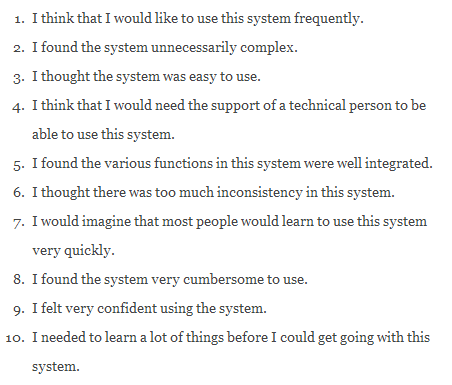 1. I think that I would like to use this system frequently.
2. I found the system unnecessarily complex.
3. I thought the system was easy to use.
4. I think that I would need the support of a technical person to be
able to use this system.
5. I found the various functions in this system were well integrated.
6. I thought there was too much inconsistency in this system.
7. I would imagine that most people would learn to use this system
very quickly.
8. I found the system very cumbersome to use.
9. I felt very confident using the system.
10. I needed to learn a lot of things before I could get going with this
system.